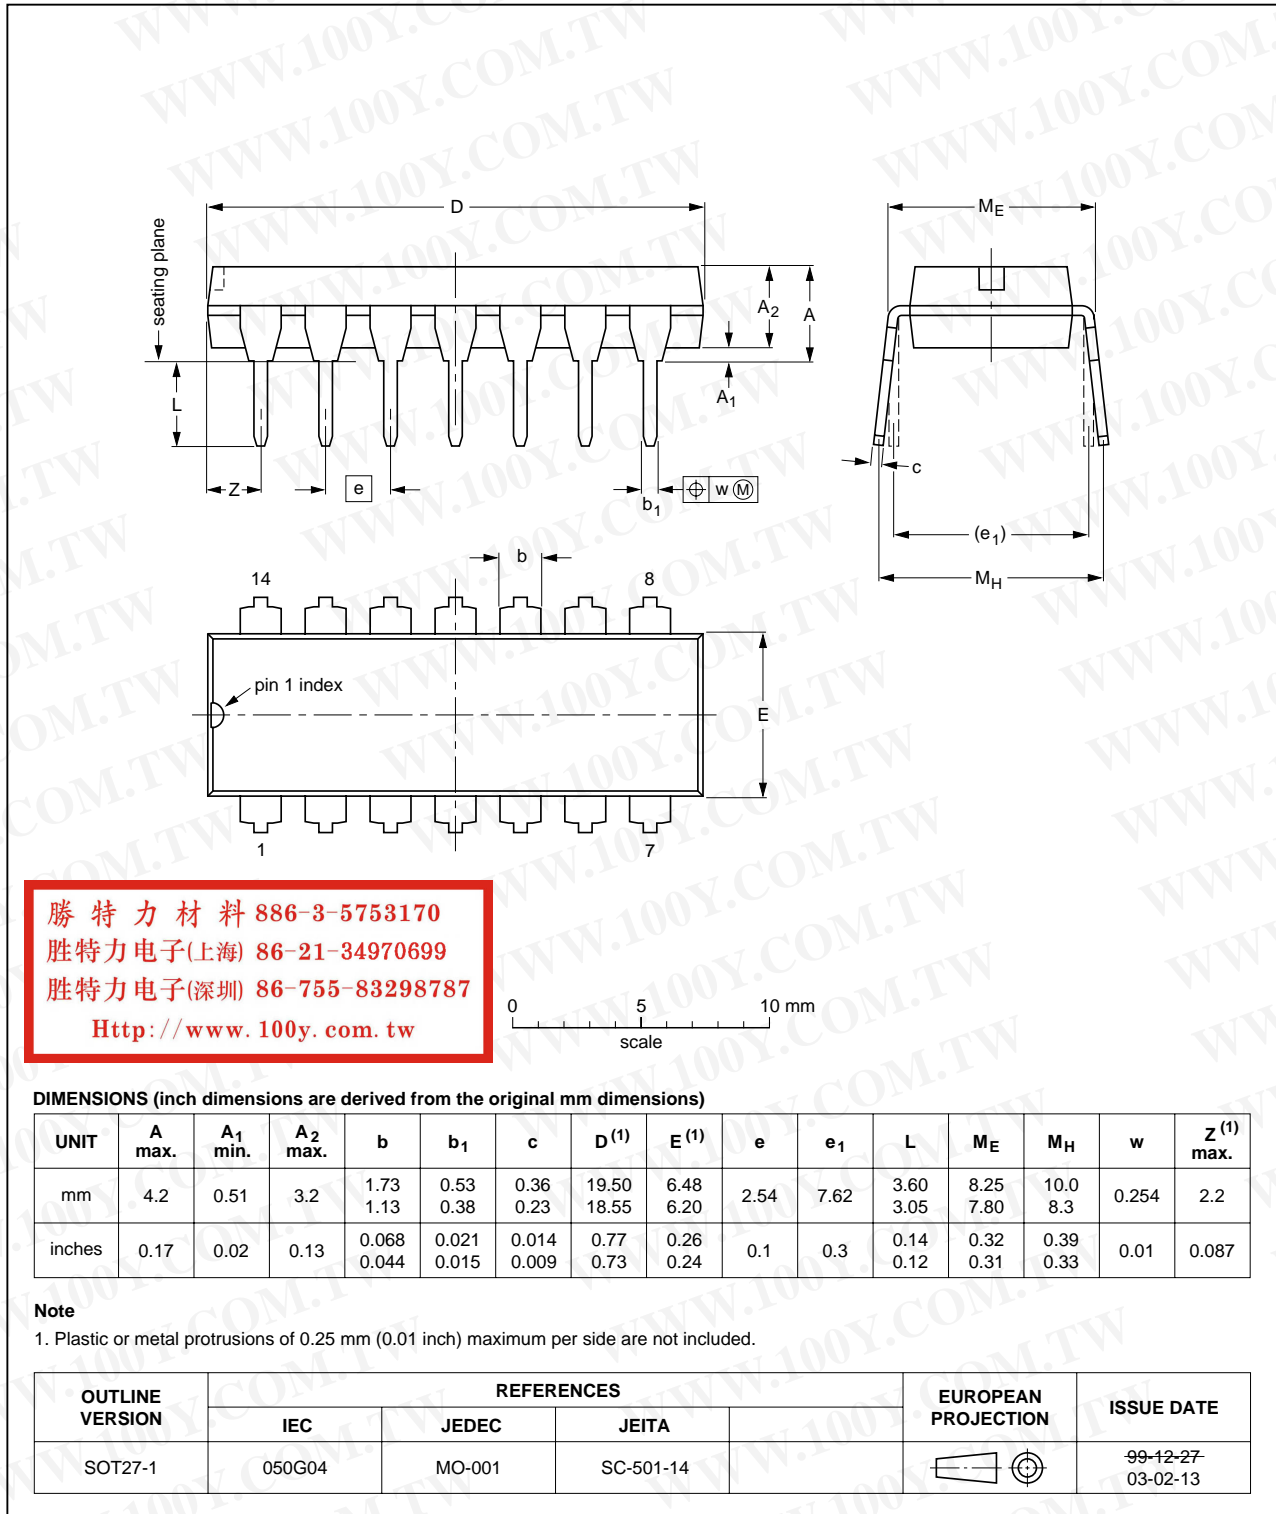 D
ME
seating plane
A2
A
A1
L
Z
e
b1
w M
c
(e1)
MH
b
14
8
pin 1 index
E
1
7
勝特力材料 886-3-5753170
胜特力电子(上海) 86-21-34970699
胜特力电子(深圳) 86-755-83298787
Http://www.100y.com.tw
0 5 10 mm
scale
DIMENSIONS (inch dimensions are derived from the original mm dimensions)
UNIT A max. A1 min. A2 max. b b1 c D(1) E(1) e e1 L ME MH w Z(1) max.
mm 4.2 0.51 3.2 1.73 1.13 0.53 0.38 0.36 0.23 19.50 18.55 6.48 6.20 2.54 7.62 3.60 3.05 8.25 7.80 10.0 8.3 0.254 2.2
inches 0.17 0.02 0.13 0.068 0.044 0.021 0.015 0.014 0.009 0.77 0.73 0.26 0.24 0.1 0.3 0.14 0.12 0.32 0.31 0.39 0.33 0.01 0.087
Note
1. Plastic or metal protrusions of 0.25 mm (0.01 inch) maximum per side are not included.
OUTLINE VERSION REFERENCES EUROPEAN PROJECTION ISSUE DATE
IEC JEDEC JEITA
SOT27-1 050G04 MO-001 SC-501-14 99-12-27
03-02-13
WWW.100Y.COM.TW